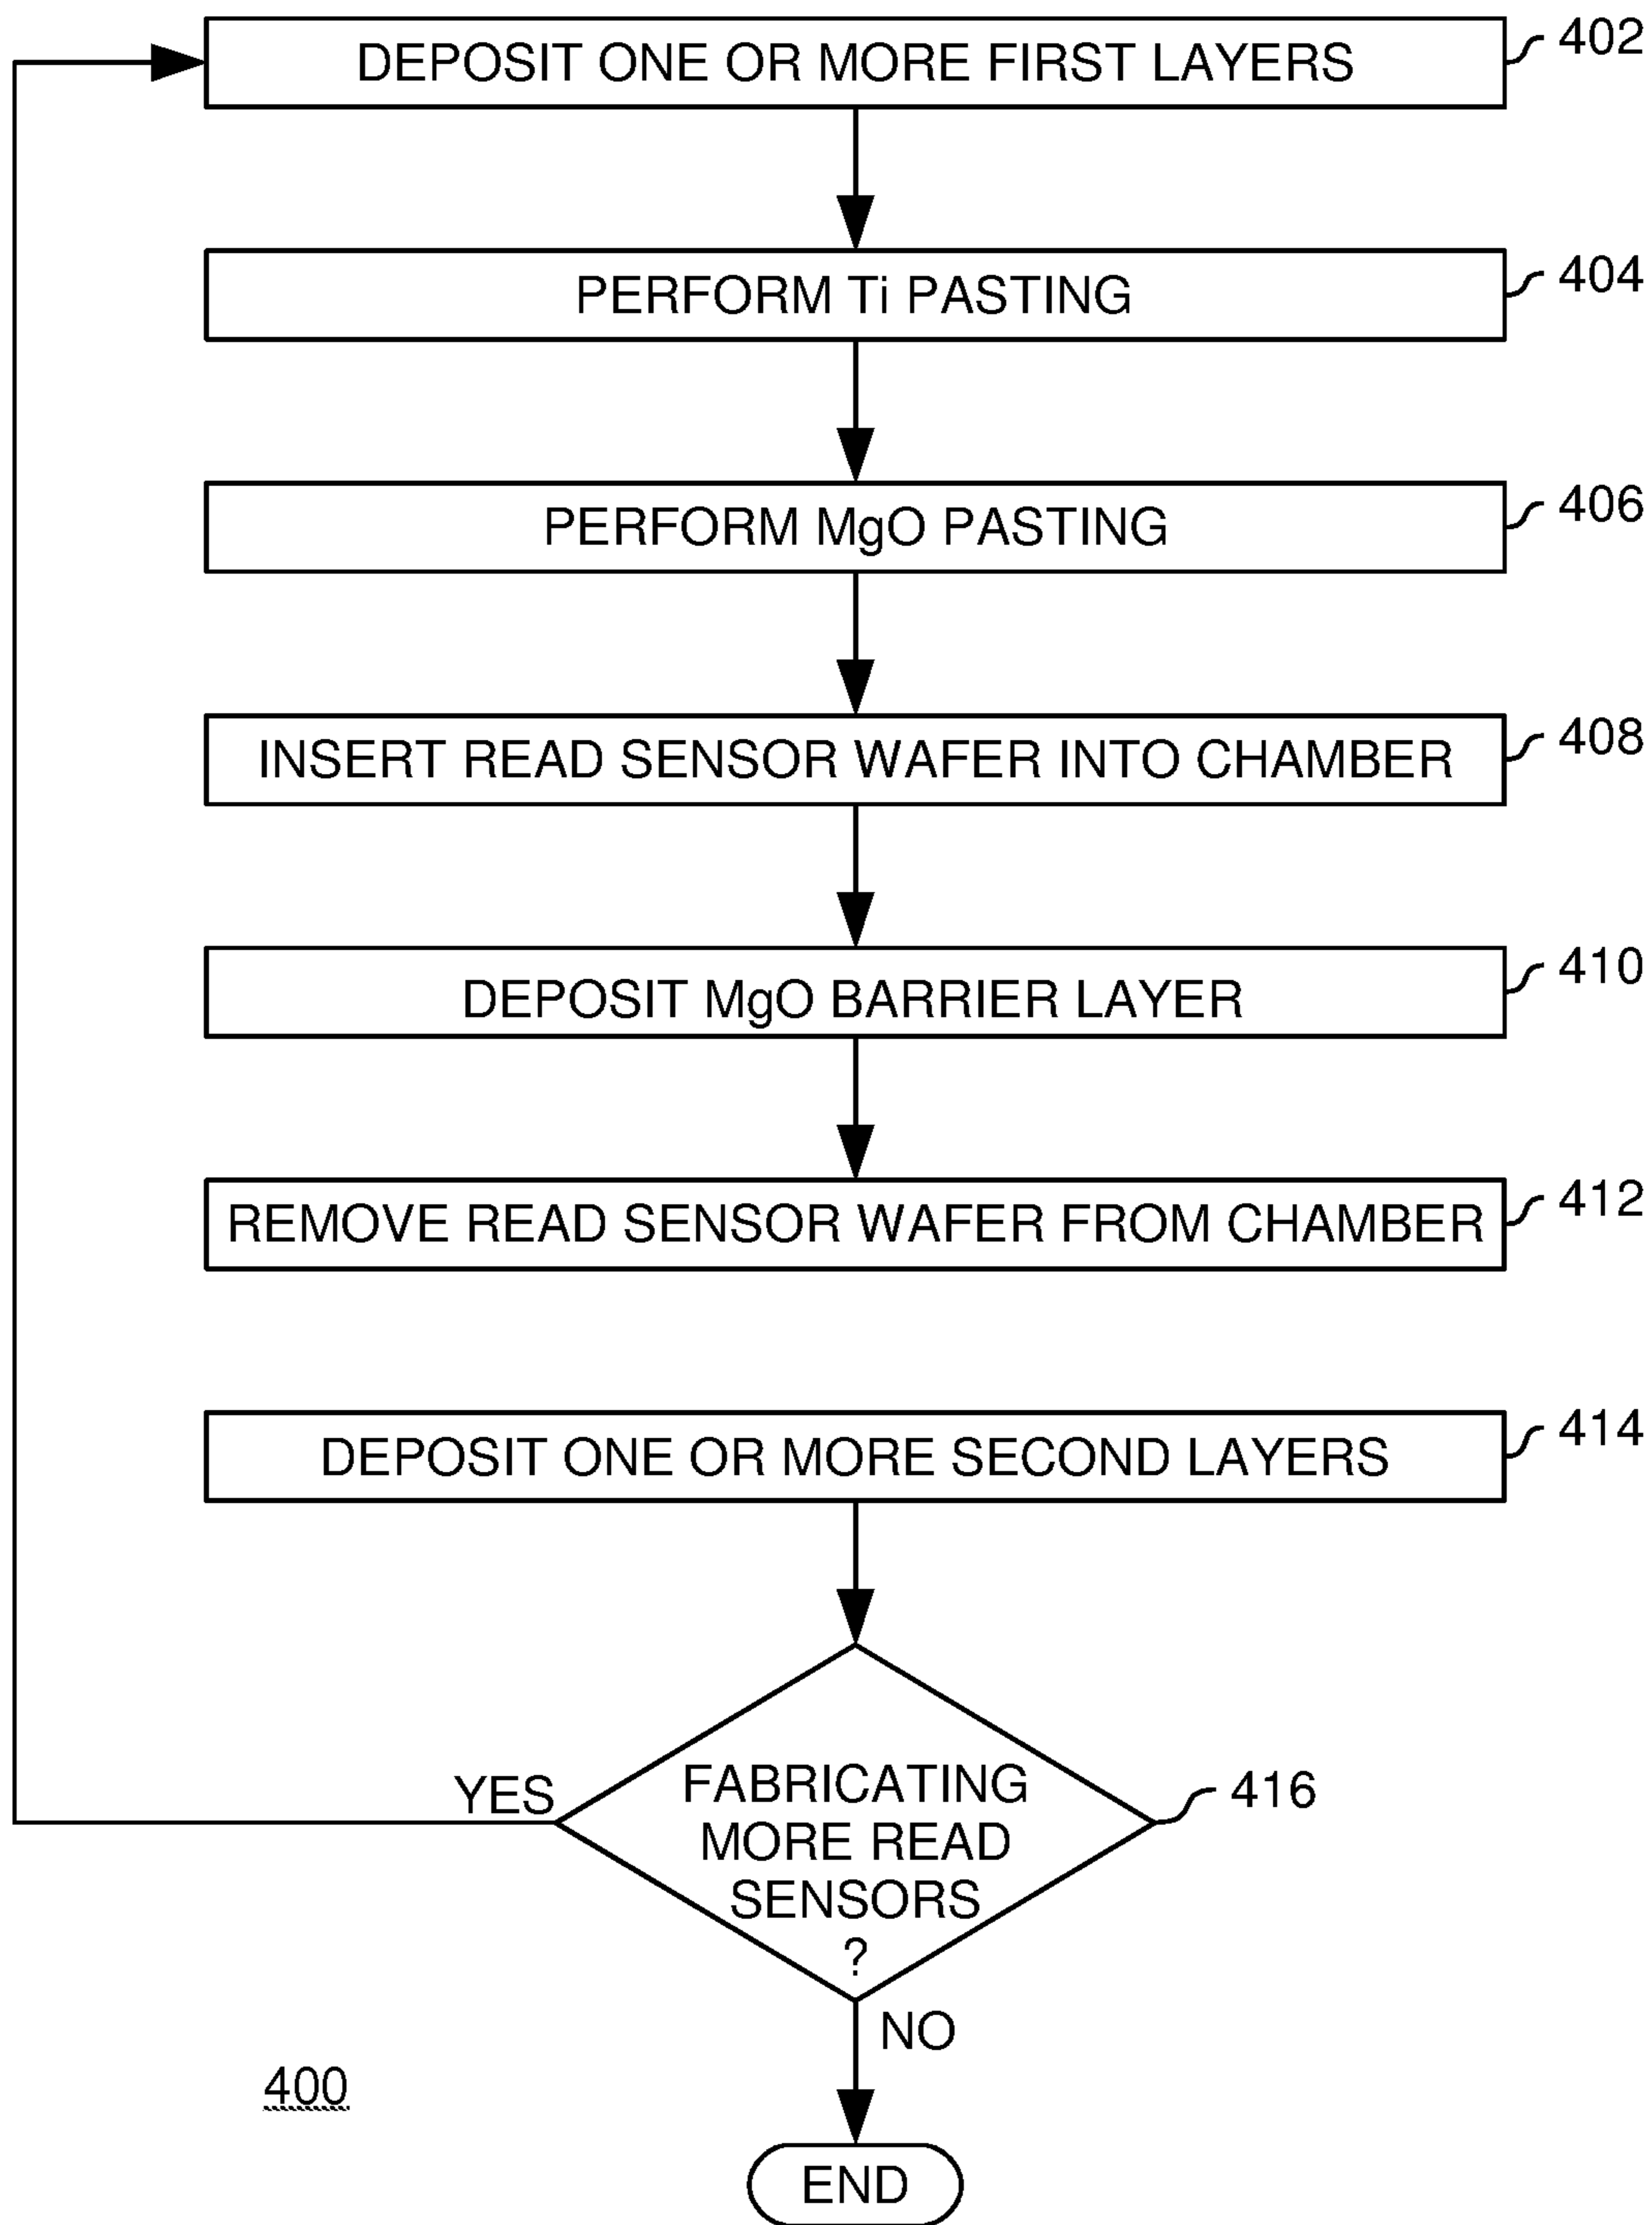 DEPOSIT ONE OR MORE FIRST LAYERS
402
PERFORM Ti PASTING
404
PERFORM MgO PASTING
406
INSERT READ SENSOR WAFER INTO CHAMBER
408
DEPOSIT MgO BARRIER LAYER
410
REMOVE READ SENSOR WAFER FROM CHAMBER
412
DEPOSIT ONE OR MORE SECOND LAYERS
414
YES
FABRICATING
MORE READ
SENSORS
?
416
NO
400
END